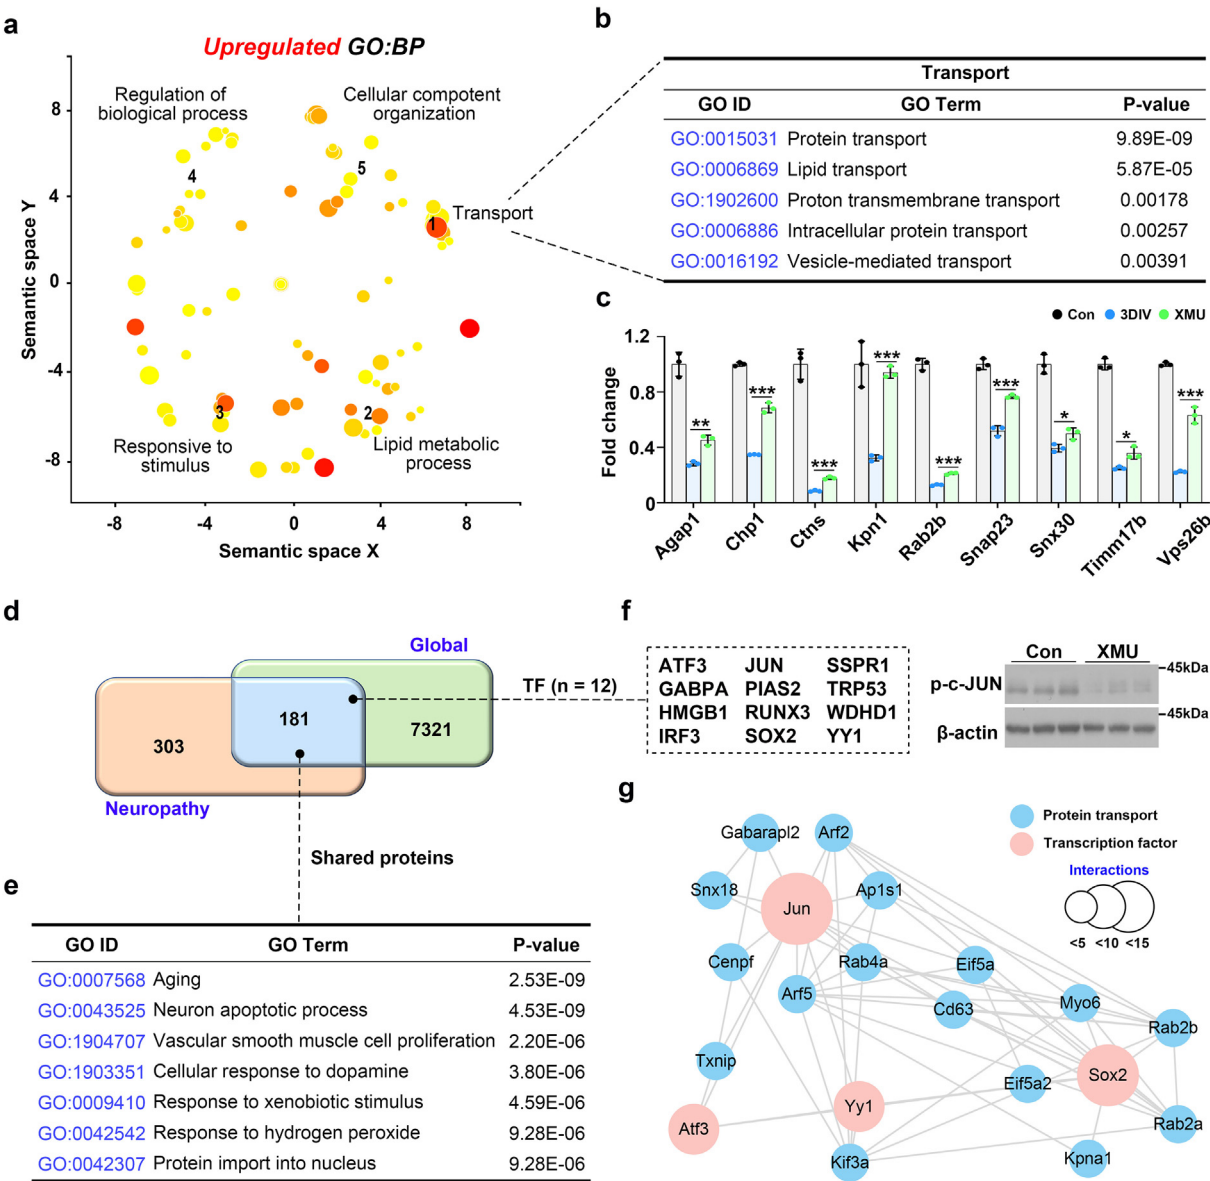 a
Upregulated GO:BP
8
4
0
-4
-8
Semantic space Y
Regulation of
biological process
Cellular compotent
organization
4
5
1
Transport
3
2
Responsive to
stimulus
Lipid metabolic
process
-8
-4
0
4
8
Semantic space X
b
Transport
GO ID GO Term P-value
GO:0015031 Protein transport 9.89E-09
GO:0006869 Lipid transport 5.87E-05
GO:1902600 Proton transmembrane transport 0.00178
GO:0006886 Intracellular protein transport 0.00257
GO:0016192 Vesicle-mediated transport 0.00391
c
Con 3DIV XMU
1.2
0.8
0.4
0
Fold change
** *** *** *** *** *** * * ***
Agap1
Chp1
Ctns
Kpn1
Rab2b
Snap23
Snx30
Timm17b
Vps26b
d
Global
181
7321
303
Neuropathy
TF (n = 12)
Shared proteins
e
GO ID GO Term P-value
GO:0007568 Aging 2.53E-09
GO:0043525 Neuron apoptotic process 4.53E-09
GO:1904707 Vascular smooth muscle cell proliferation 2.20E-06
GO:1903351 Cellular response to dopamine 3.80E-06
GO:0009410 Response to xenobiotic stimulus 4.59E-06
GO:0042542 Response to hydrogen peroxide 9.28E-06
GO:0042307 Protein import into nucleus 9.28E-06
f
ATF3 JUN SSPR1
GABPA PIAS2 TRP53
HMGB1 RUNX3 WDHD1
IRF3 SOX2 YY1
Con XMU
45kDa
p-c-JUN
45kDa
β-actin
g
Protein transport
Transcription factor
Interactions
<5 <10 <15
Gabarapl2
Arf2
Snx18
Jun
Ap1s1
Cenpf
Rab4a
Eif5a
Arf5
Cd63
Myo6
Rab2b
Txnip
Eif5a2
Sox2
Atf3
Yy1
Rab2a
Kif3a
Kpna1